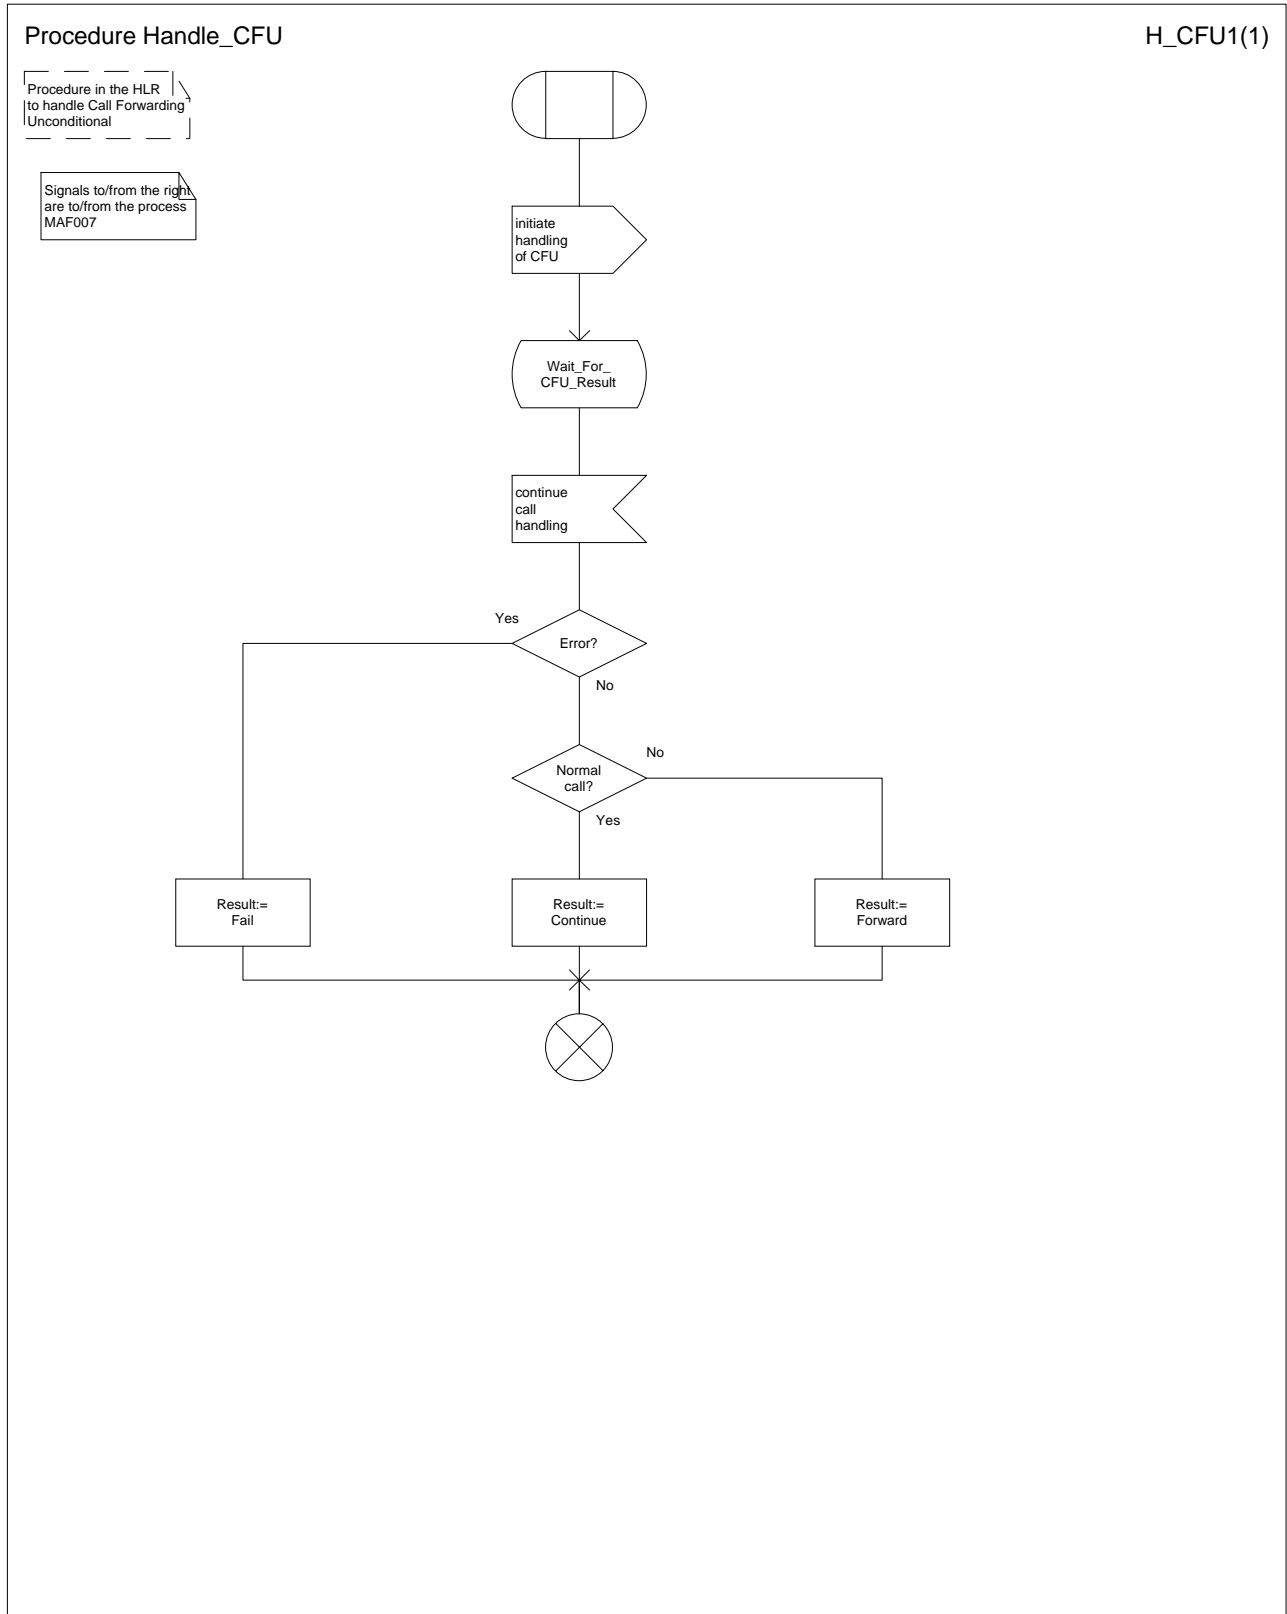 Procedure Handle_CFU
H_CFU1(1)
Procedure in the HLR
to handle Call Forwarding
Unconditional
Signals to/from the right
are to/from the process
MAF007
initiate
handling
of CFU
Wait_For_
CFU_Result
continue
call
handling
Yes
Error?
No
No
Normal
call?
Yes
Result:=
Fail
Result:=
Continue
Result:=
Forward